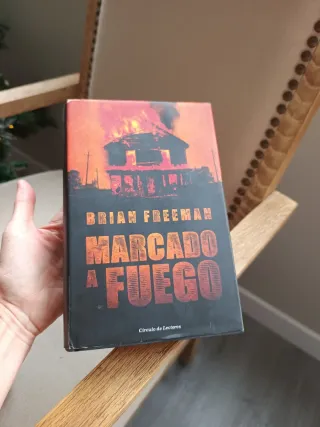 BRIAN FREEMAN
MARCADO
A FUEGO
Círculo de Lectores